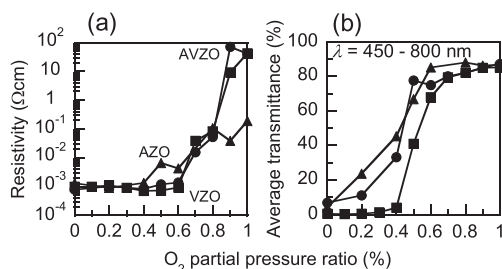 (a)
Resistivity (Ωcm)
10²
10¹
10⁰
10⁻¹
10⁻²
10⁻³
10⁻⁴
AVZO
AZO
VZO
0 0.2 0.4 0.6 0.8 1
(b)
λ = 450 - 800 nm
Average transmittance (%)
100
80
60
40
20
0
0 0.2 0.4 0.6 0.8 1
O₂ partial pressure ratio (%)